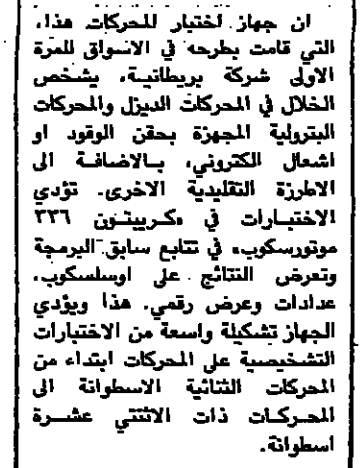 ان جهاز اختبار للمحركات هذا،
التي قامت بطرحه في الاسواق للمرة
الاولى شركة بريطانية، يشخص
الخلال في المحركات الديزل والمحركات
البترولية المجهزة بحقن الوقود او
اشعال الكتروني، بالاضافة الى
الاطرزة التقليدية الاخرى. تؤدي
الاختبارات في «كريبتون ٣٣٦
موتورسكوب» في تتابع سابق البرمجة
وتعرض النتائج على اوسلسكوب،
عدادات وعرض رقمي. هذا ويؤدي
الجهاز تشكيلة واسعة من الاختبارات
التشخيصية على المحركات ابتداء من
المحركات الثنائية الاسطوانة الى
المحركات ذات الاثنتي عشرة
اسطوانة.